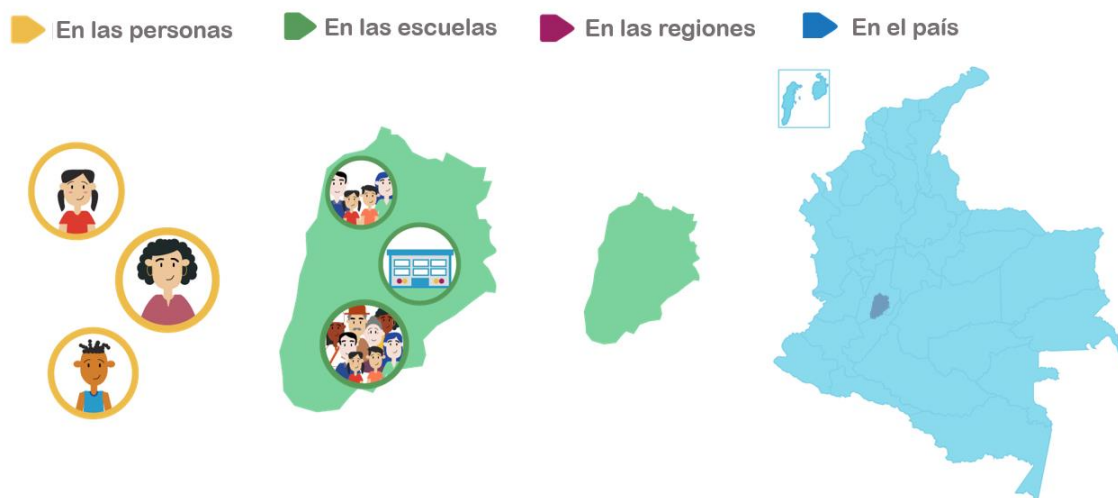 En las personas
En las escuelas
En las regiones
En el país